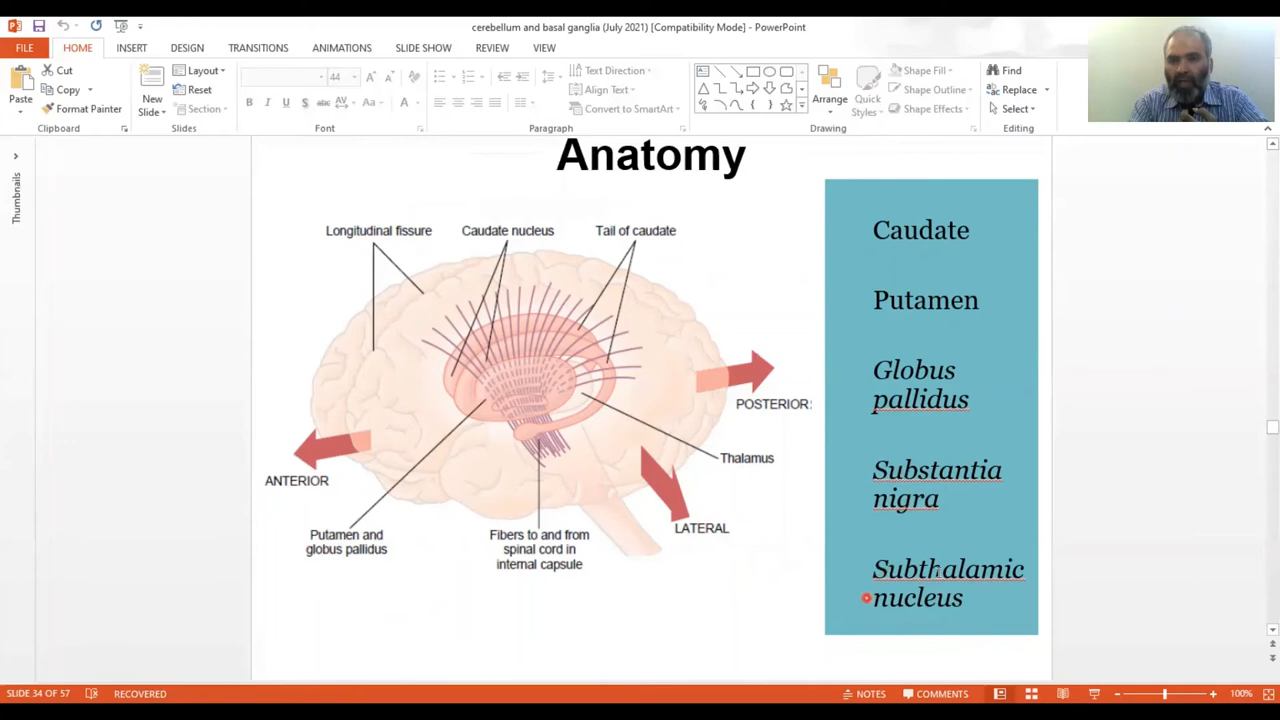 cerebellum and basal ganglia (July 2021) [Compatibility Mode] - PowerPoint
FILE
HOME
INSERT
DESIGN
TRANSITIONS
ANIMATIONS
SLIDE SHOW
REVIEW
VIEW
Paste
Cut
Copy
Format Painter
Clipboard
New
Slide
Layout
Reset
Section
Slides
44
B I U S abc AV Aa A
Font
Text Direction
Align Text
Convert to SmartArt
Paragraph
Arrange
Quick
Styles
Shape Fill
Shape Outline
Shape Effects
Drawing
Find
Replace
Select
Editing
Thumbnails
Anatomy
Longitudinal fissure
Caudate nucleus
Tail of caudate
POSTERIOR
ANTERIOR
Thalamus
LATERAL
Putamen and
globus pallidus
Fibers to and from
spinal cord in
internal capsule
Caudate
Putamen
Globus
pallidus
Substantia
nigra
Subthalamic
nucleus
SLIDE 34 OF 57
RECOVERED
NOTES
COMMENTS
100%